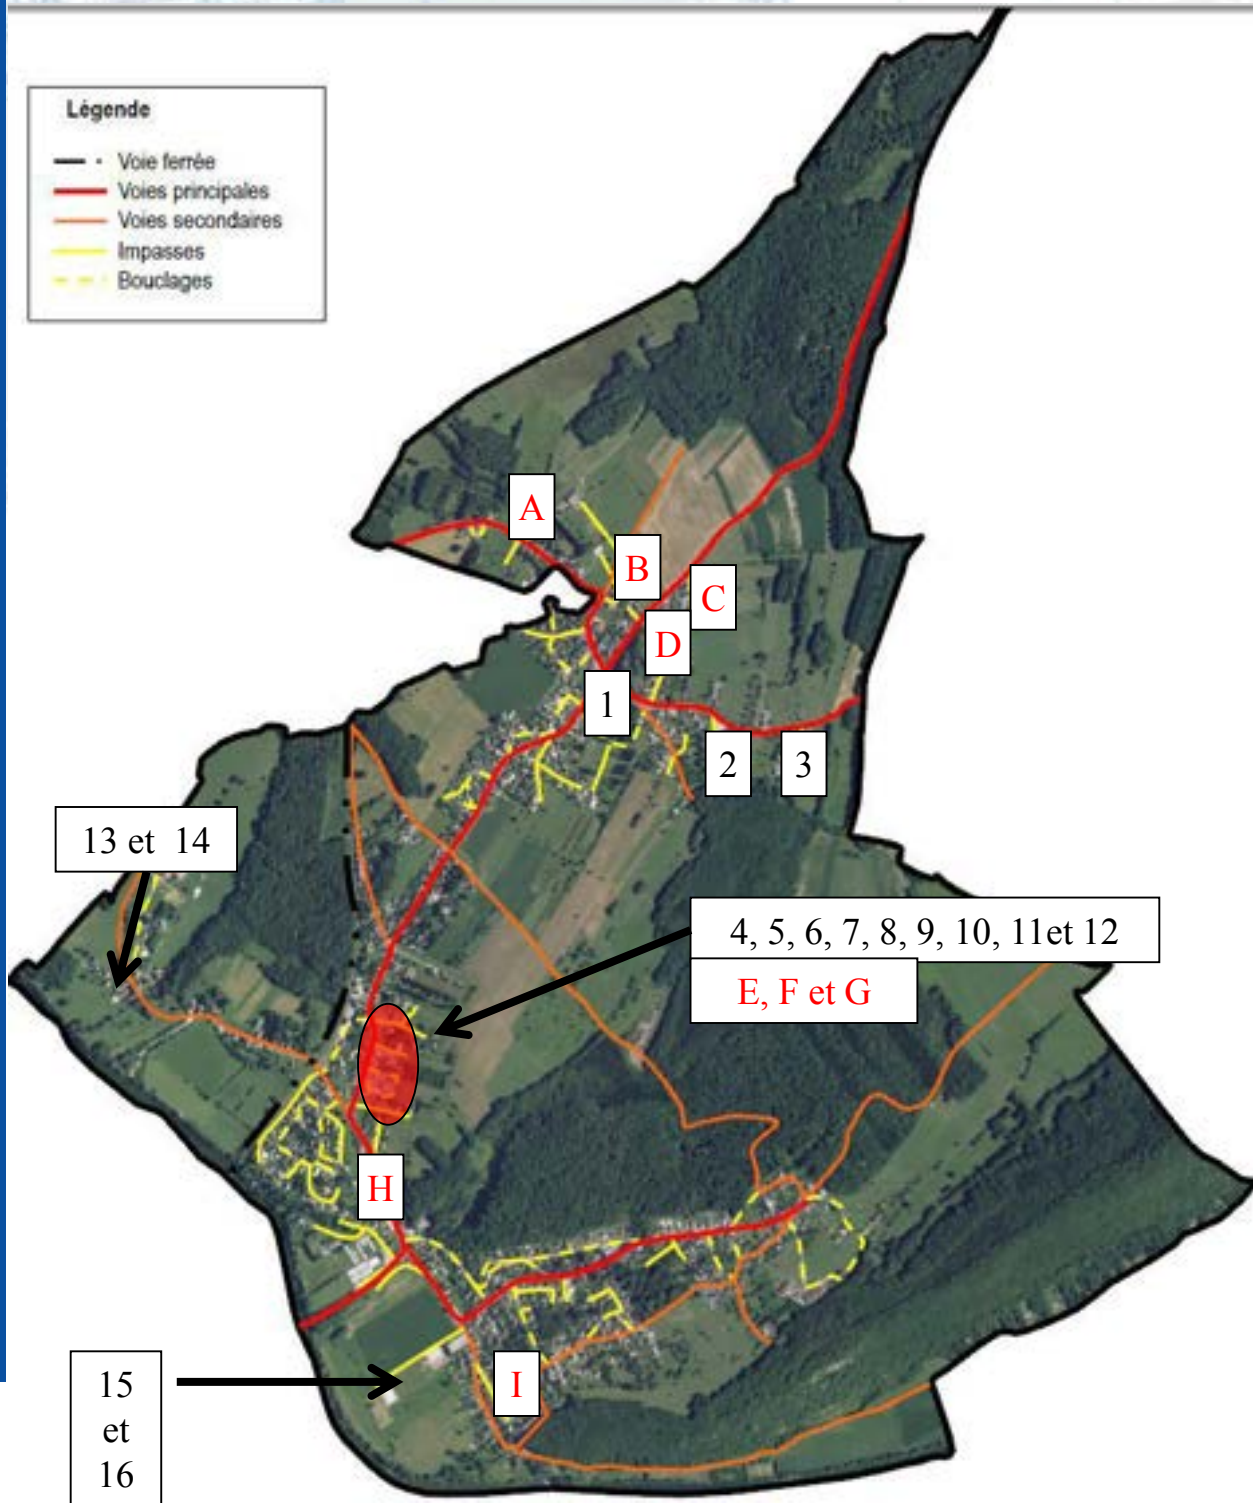 Légende
Voie ferrée
Voies principales
Voies secondaires
Impasses
Bouclages
A
B
C
D
1
2
3
13 et 14
4, 5, 6, 7, 8, 9, 10, 11et 12
E, F et G
H
I
15
et
16